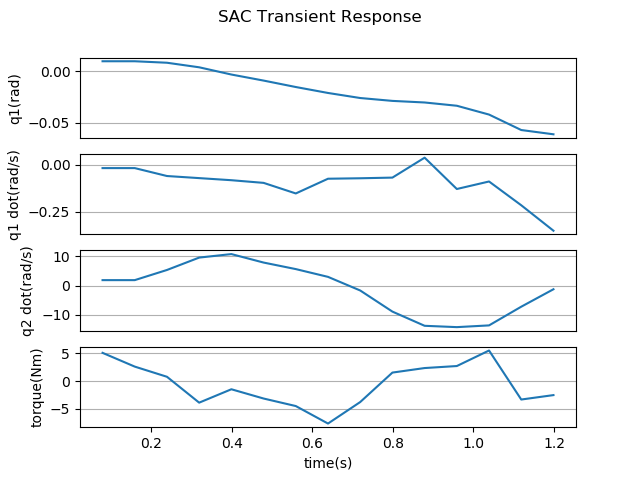 SAC Transient Response
0.00
−0.05
q1(rad)
0.00
−0.25
q1 dot(rad/s)
10
0
−10
q2 dot(rad/s)
5
0
−5
torque(Nm)
0.2 0.4 0.6 0.8 1.0 1.2
time(s)